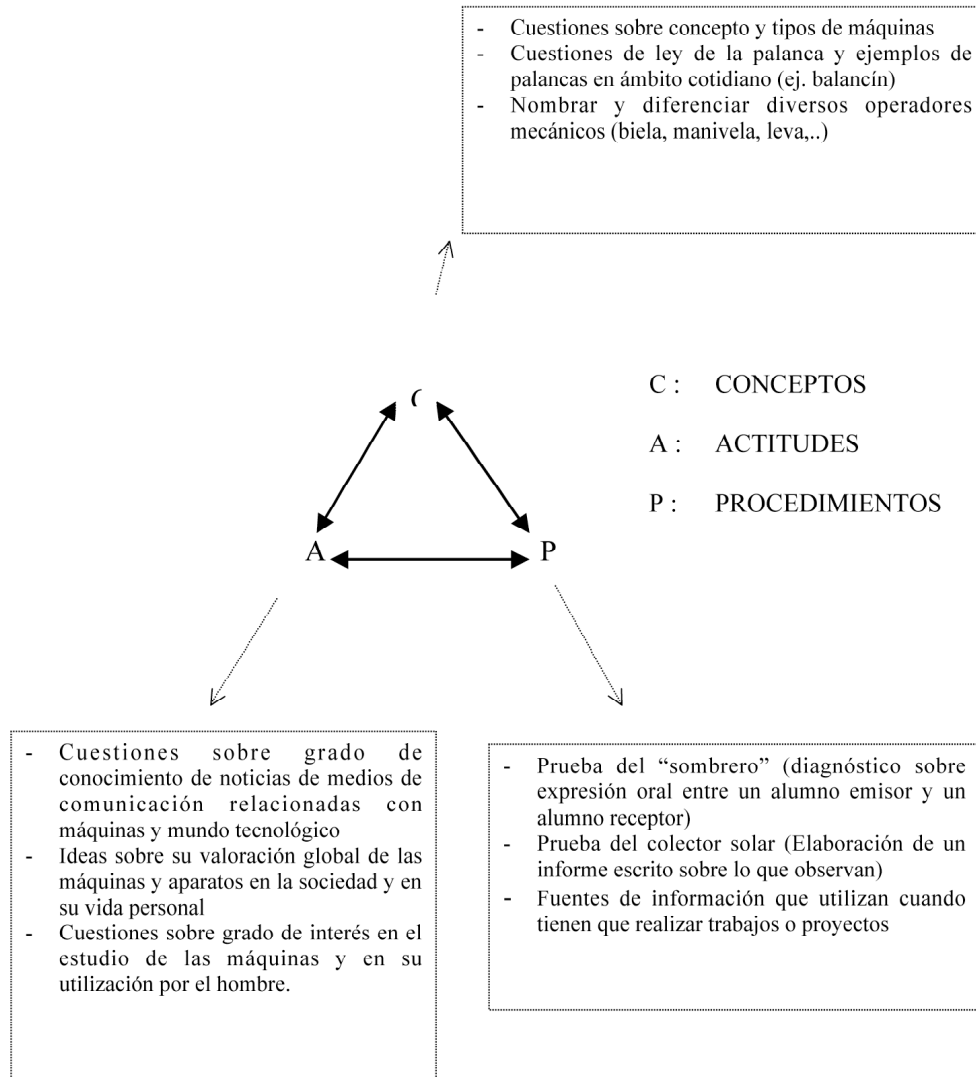 - Cuestiones sobre concepto y tipos de máquinas
- Cuestiones de ley de la palanca y ejemplos de
palancas en ámbito cotidiano (ej. balancín)
- Nombrar y diferenciar diversos operadores
mecánicos (biela, manivela, leva,..)
C : CONCEPTOS
A : ACTITUDES
P : PROCEDIMIENTOS
A
P
- Cuestiones sobre grado de
conocimiento de noticias de medios de
comunicación relacionadas con
máquinas y mundo tecnológico
- Ideas sobre su valoración global de las
máquinas y aparatos en la sociedad y en
su vida personal
- Cuestiones sobre grado de interés en el
estudio de las máquinas y en su
utilización por el hombre.
- Prueba del “sombrero” (diagnóstico sobre
expresión oral entre un alumno emisor y un
alumno receptor)
- Prueba del colector solar (Elaboración de un
informe escrito sobre lo que observan)
- Fuentes de información que utilizan cuando
tienen que realizar trabajos o proyectos